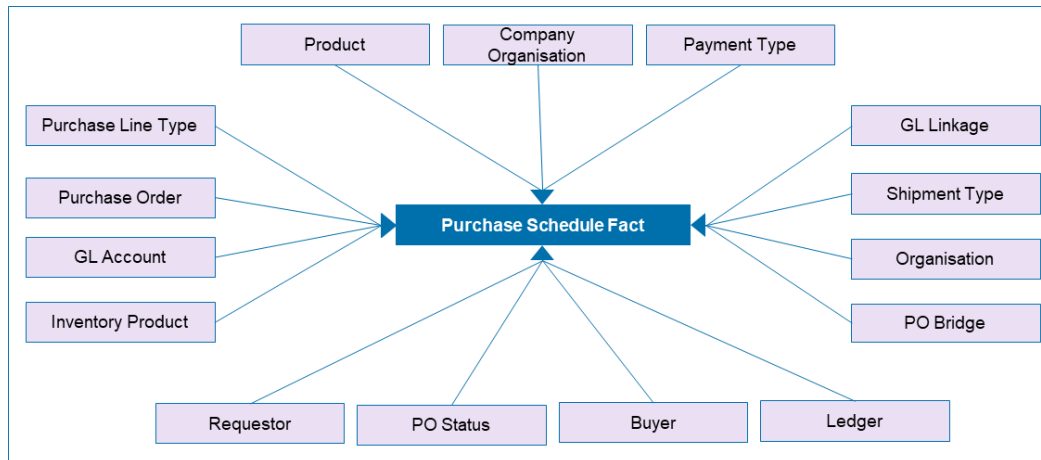 Product
Company
Organisation
Payment Type
Purchase Line Type
GL Linkage
Purchase Order
Shipment Type
Purchase Schedule Fact
GL Account
Organisation
Inventory Product
PO Bridge
Requestor
PO Status
Buyer
Ledger